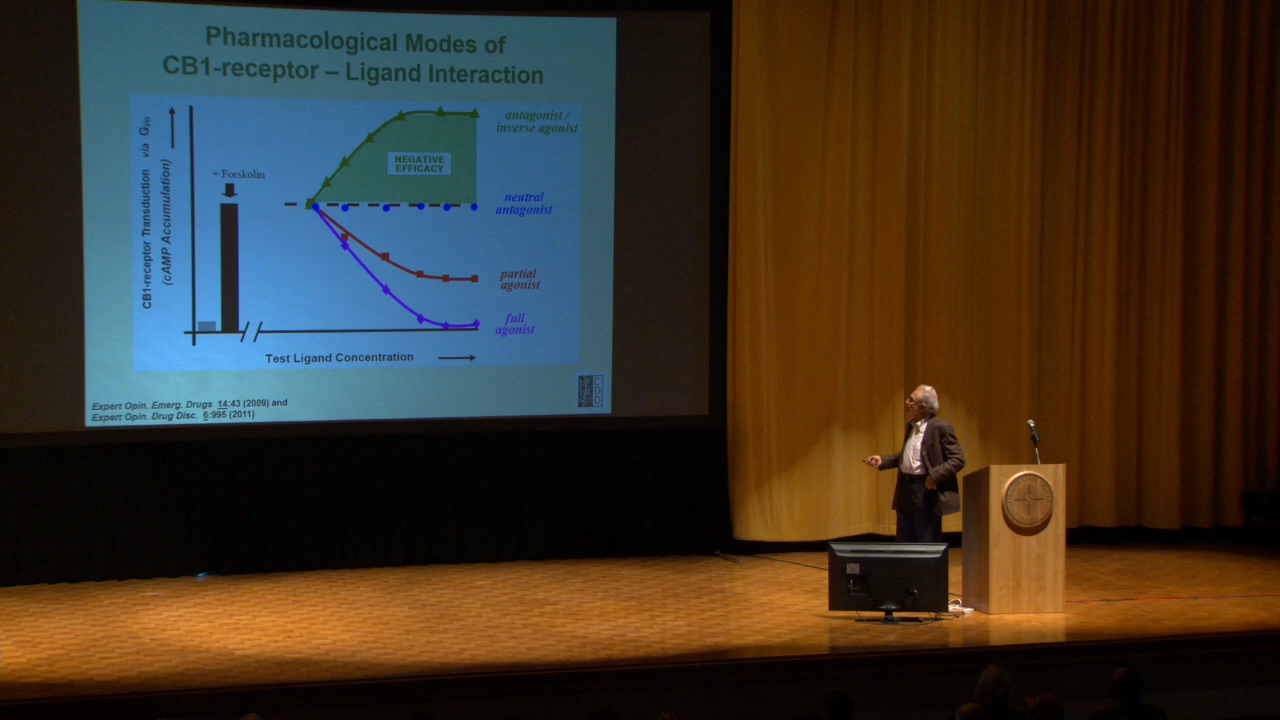 Pharmacological Modes of
CB1-receptor – Ligand Interaction
CB1-receptor Transduction via Gi/o
(cAMP Accumulation)
+ Forskolin
NEGATIVE
EFFICACY
antagonist /
inverse agonist
neutral
antagonist
partial
agonist
full
agonist
Test Ligand Concentration
Expert Opin. Emerg. Drugs 14:43 (2009) and
Expert Opin. Drug Disc. 6:995 (2011)